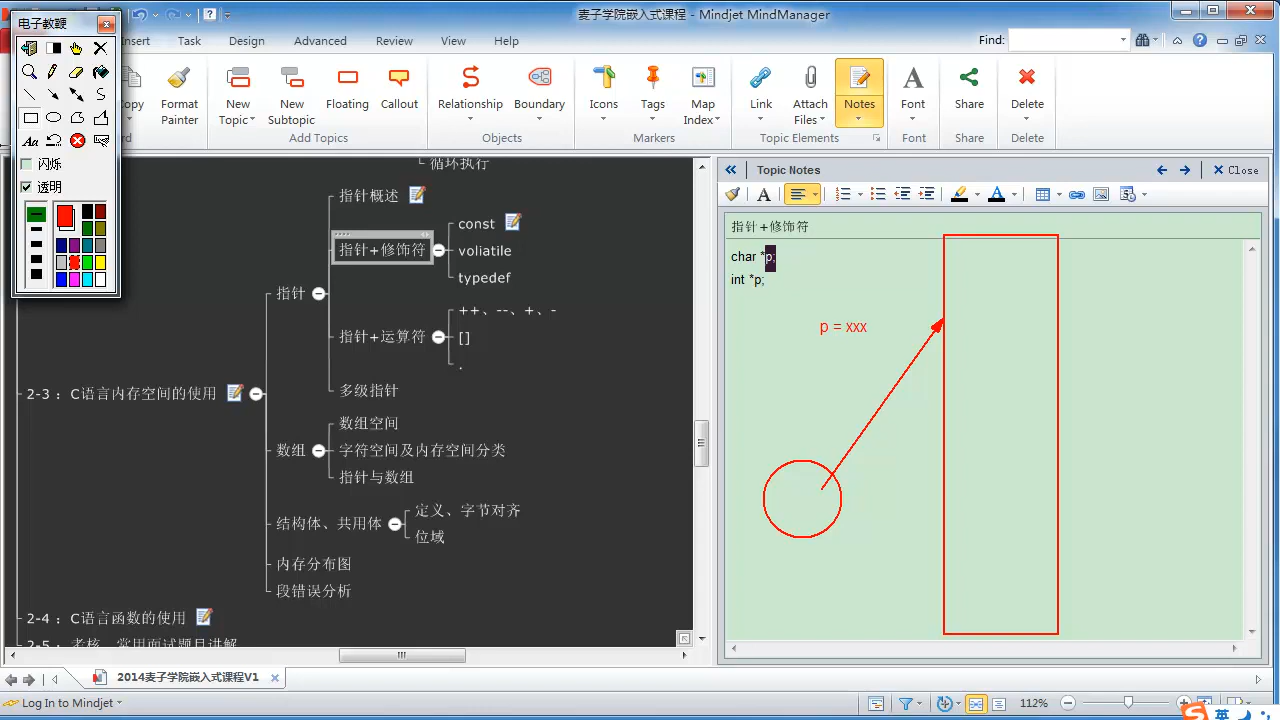 麦子学院嵌入式课程 - Mindjet MindManager
电子教鞭
Insert Task Design Advanced Review View Help
Find:
Copy
Format Painter
New Topic
New Subtopic
Floating
Callout
Relationship
Boundary
Icons
Tags
Map Index
Link
Attach Files
Notes
Font
Share
Delete
Add Topics
Objects
Markers
Topic Elements
Font
Share
Delete
闪烁
透明
循环执行
指针概述
指针+修饰符
const
voliatile
typedef
指针
指针+运算符
++、--、+、-
[]
.
多级指针
2-3 : C语言内存空间的使用
数组
数组空间
字符空间及内存空间分类
指针与数组
结构体、共用体
定义、字节对齐
位域
内存分布图
段错误分析
2-4 : C语言函数的使用
Topic Notes
Close
指针+修饰符
char *p;
int *p;
p = xxx
2014麦子学院嵌入式课程V1
Log In to Mindjet
112%
英